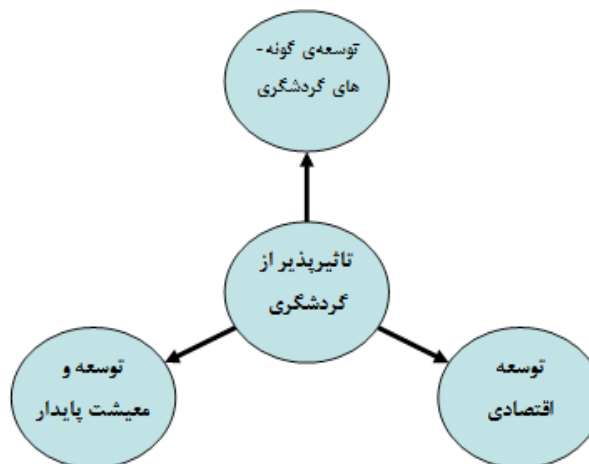 توسعه‌ی گونه-
های گردشگری
تاثیرپذیر از
گردشگری
توسعه و
معیشت پایدار
توسعه
اقتصادی